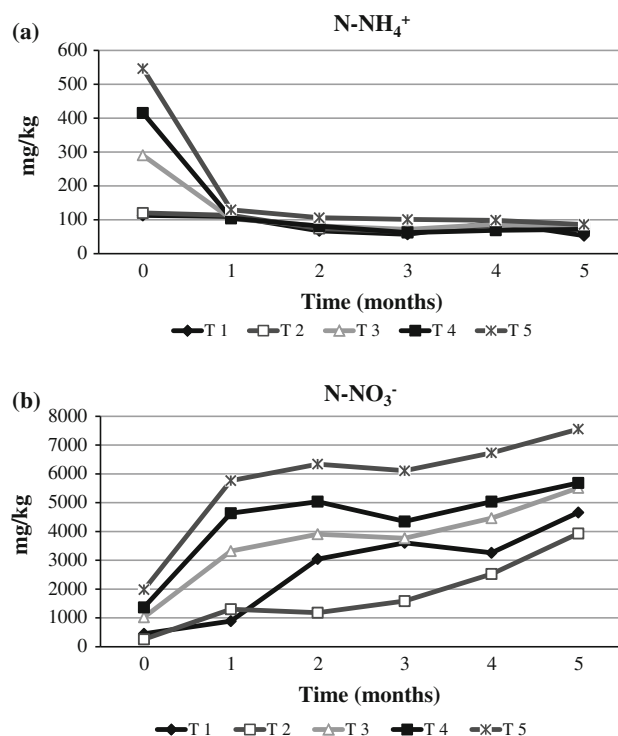 (a)
N-NH₄⁺
600
500
400
300
200
100
0
mg/kg
0 1 2 3 4 5
Time (months)
T 1 T 2 T 3 T 4 T 5
(b)
N-NO₃⁻
8000
7000
6000
5000
4000
3000
2000
1000
0
mg/kg
0 1 2 3 4 5
Time (months)
T 1 T 2 T 3 T 4 T 5